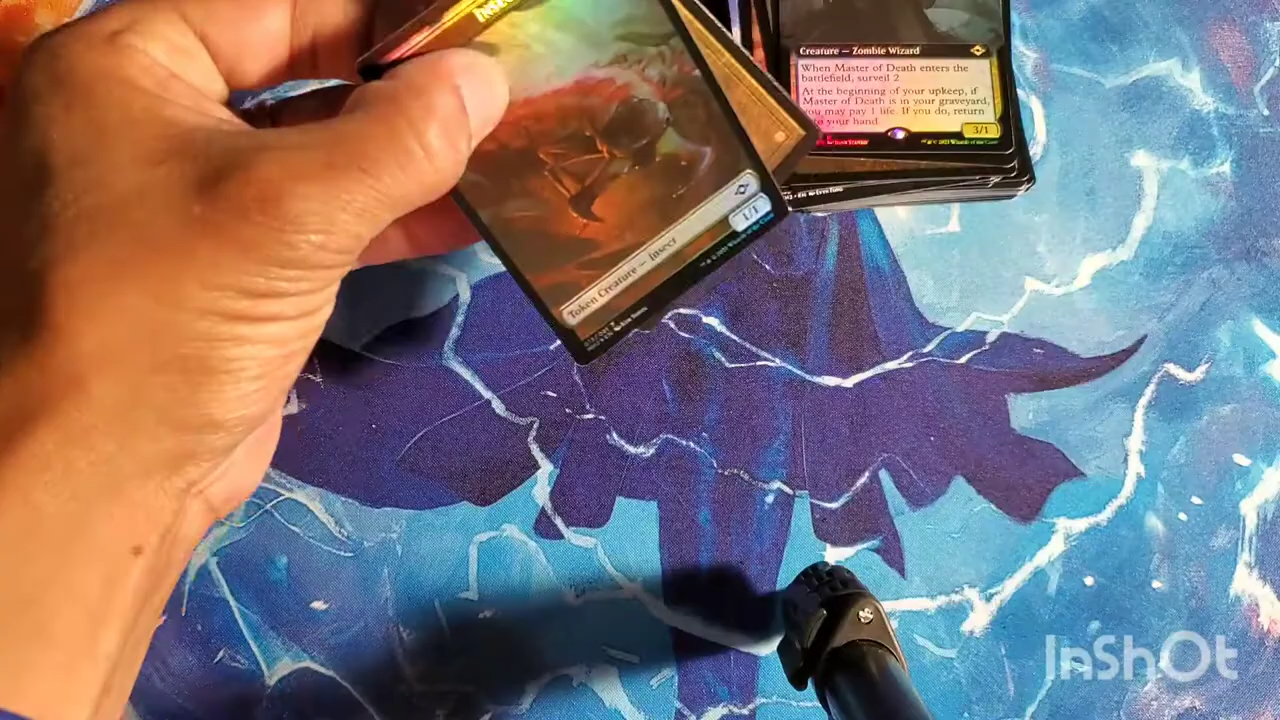 Creature — Zombie Wizard
When Master of Death enters the
battlefield, surveil 2
At the beginning of your upkeep, if
Master of Death is in your graveyard,
you may pay 1 life. If you do, return
to your hand
3/1
Token Creature — Insect
1/1
InShOt